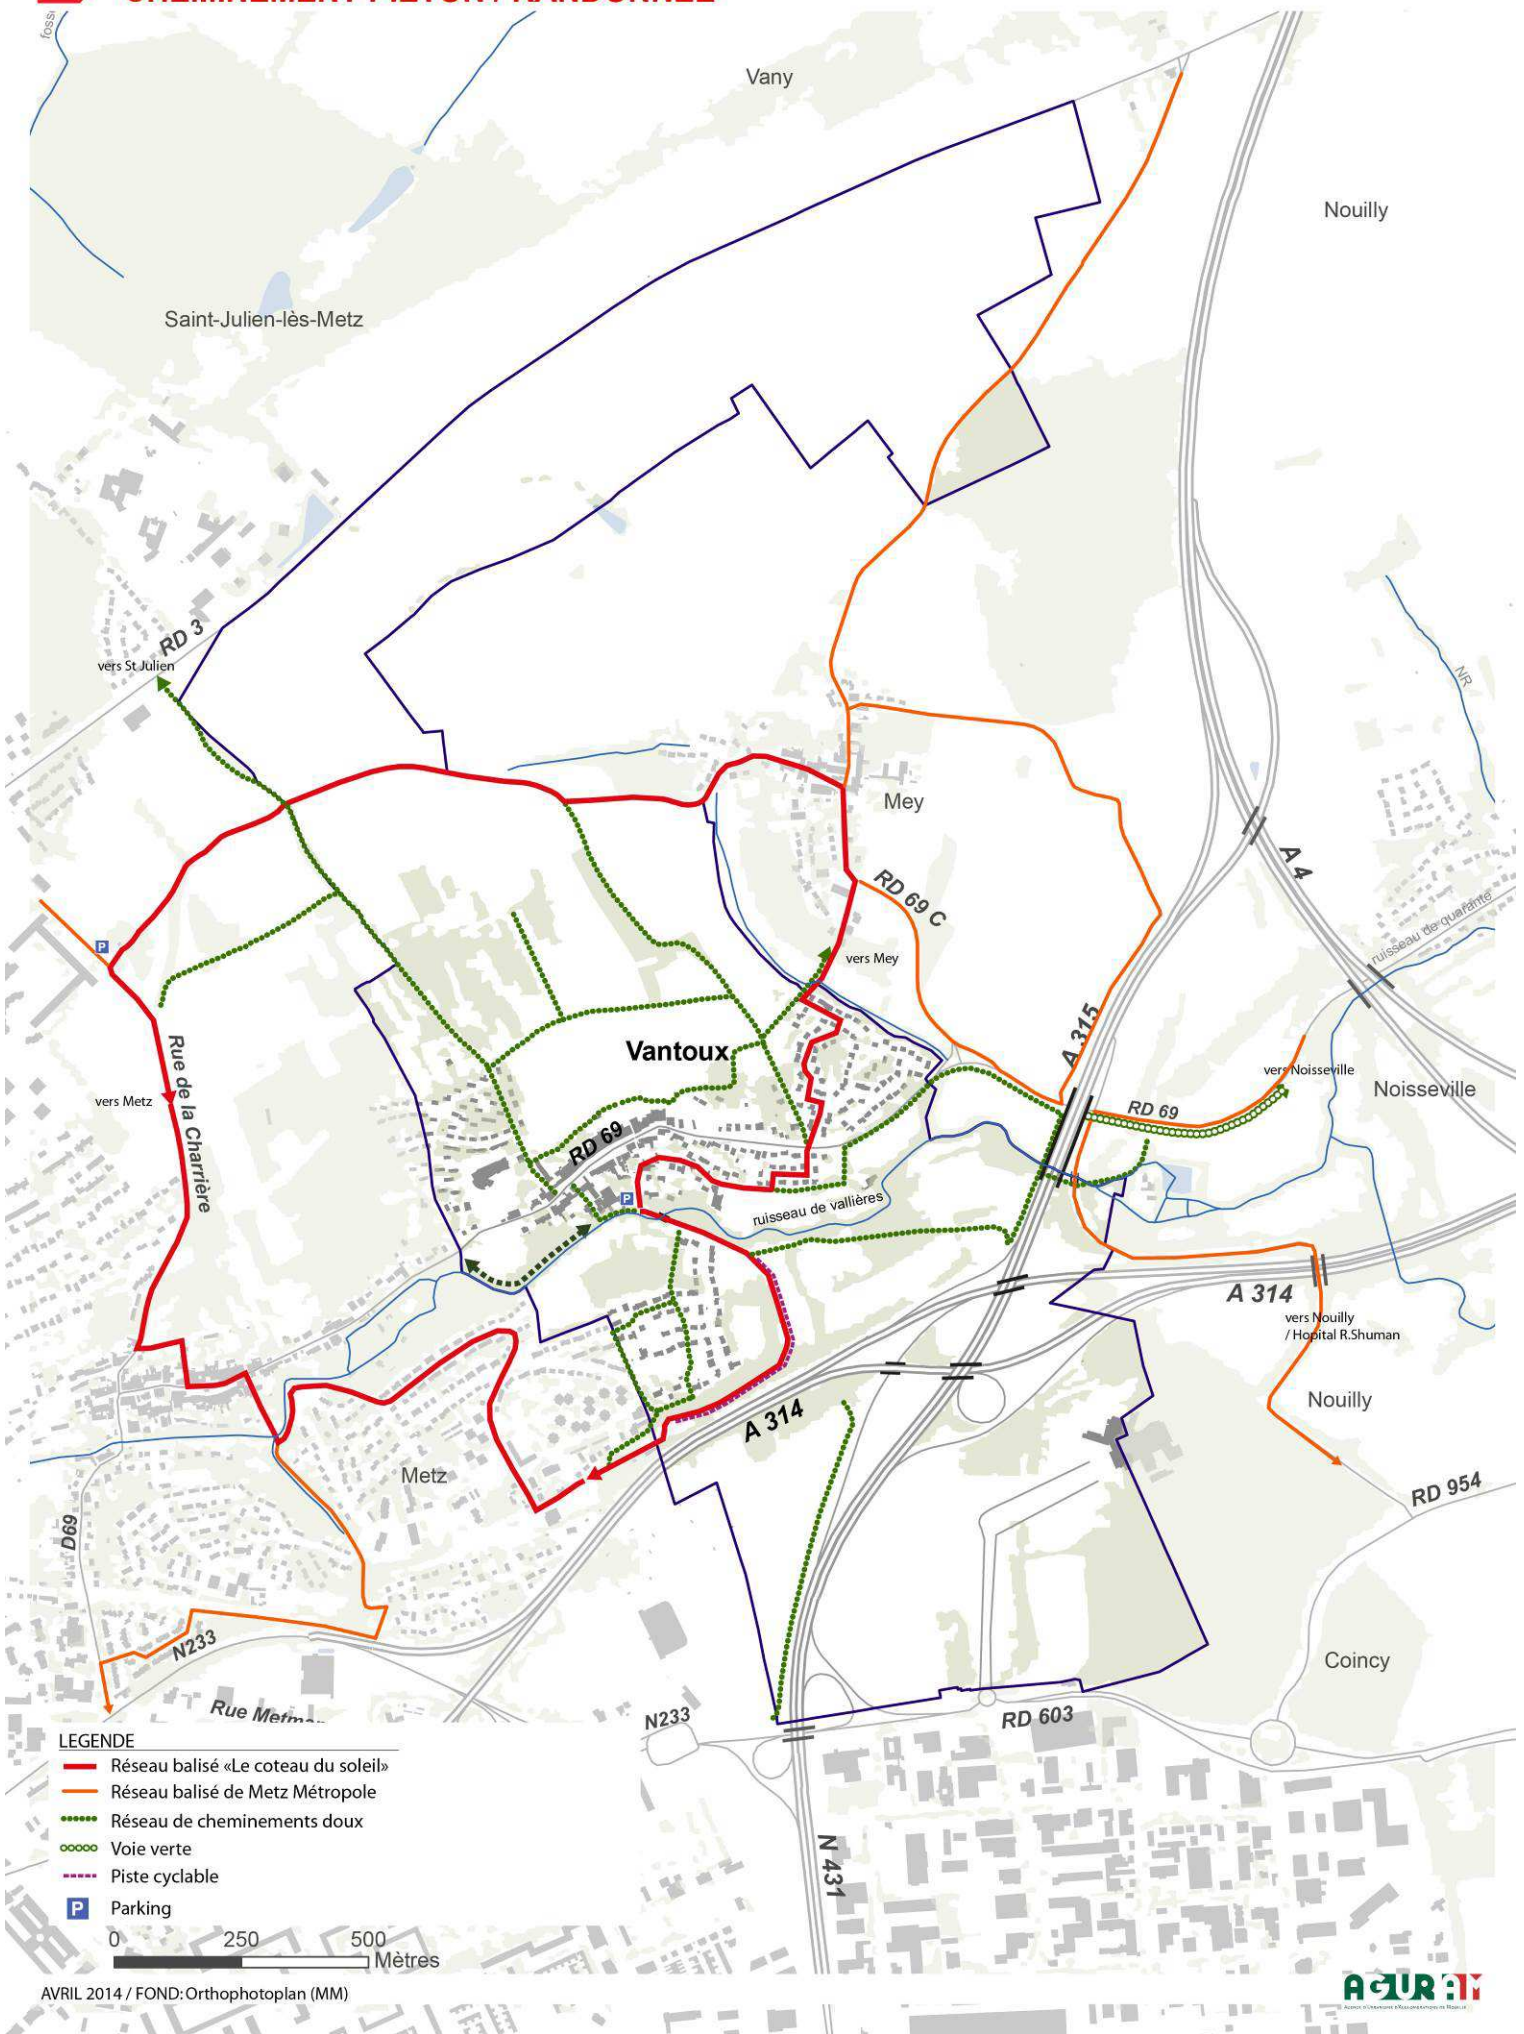 CHEMINEMENT PIÉTON / RANDONNÉE
Vany
Nouilly
Saint-Julien-lès-Metz
RD 3
vers St Julien
NR
Mey
A 4
RD 69 C
ruisseau de quarante
vers Mey
A 315
Rue de la Charrière
Vantoux
vers Metz
vers Noisseville
Noisseville
RD 69
RD 69
ruisseau de vallières
A 314
vers Nouilly
/ Hopital R.Shuman
Nouilly
A 314
Metz
RD 954
D69
N233
Coincy
N233
RD 603
N 431
LEGENDE
Réseau balisé «Le coteau du soleil»
Réseau balisé de Metz Métropole
Réseau de cheminements doux
Voie verte
Piste cyclable
P Parking
0 250 500
Mètres
AVRIL 2014 / FOND: Orthophotoplan (MM)
AGURAM